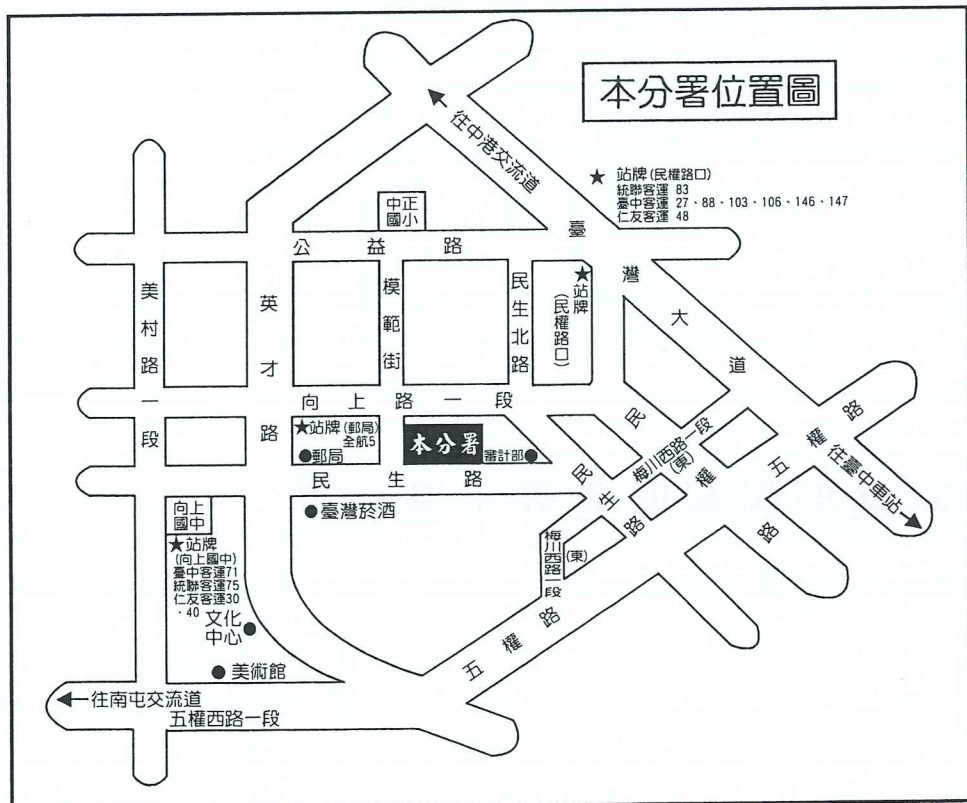 本分署位置圖
往中港交流道
★ 站牌(民權路口)
統聯客運 83
臺中客運 27、88、103、106、146、147
仁友客運 48
中正
國小
公益路
臺灣大道
美村路一段
英才路
模範街
民生北路
★站牌(民權路口)
向上路一段
★站牌(郵局)
全航5
●郵局
本分署
審計部●
民權路
梅川西路一段
(東)
五權路
往臺中車站
民生路
民生路
向上
國中
●臺灣菸酒
★站牌
(向上國中)
臺中客運71
統聯客運75
仁友客運30
、40
文化
中心●
●美術館
梅川西路一段
(東)
五權路
往南屯交流道
五權西路一段